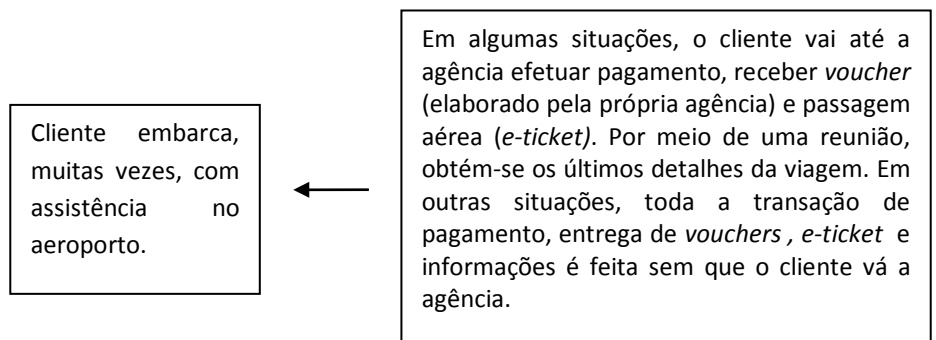 Em algumas situações, o cliente vai até a
agência efetuar pagamento, receber voucher
(elaborado pela própria agência) e passagem
aérea (e-ticket). Por meio de uma reunião,
obtém-se os últimos detalhes da viagem. Em
outras situações, toda a transação de
pagamento, entrega de vouchers , e-ticket e
informações é feita sem que o cliente vá a
agência.
Cliente embarca,
muitas vezes, com
assistência no
aeroporto.